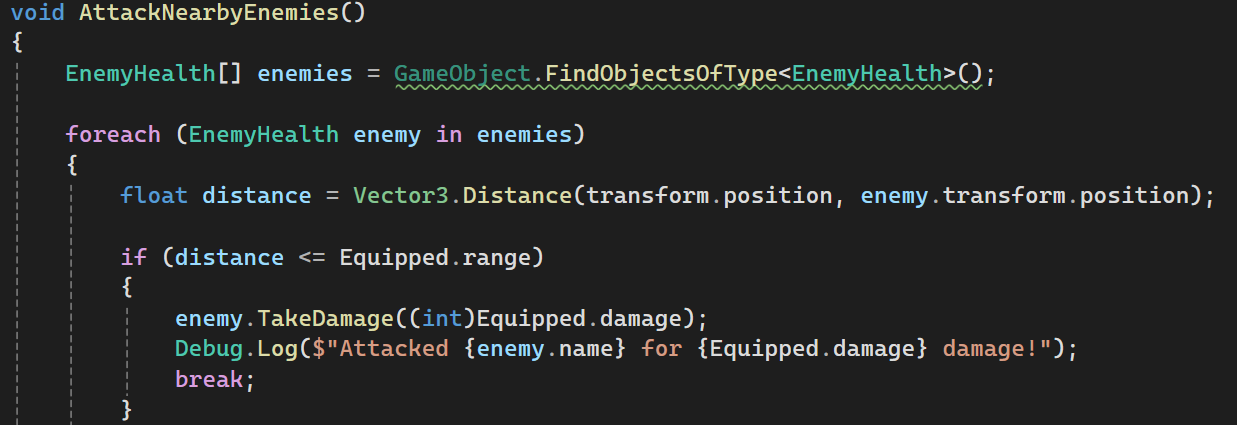 void AttackNearbyEnemies()
{
EnemyHealth[] enemies = GameObject.FindObjectsOfType<EnemyHealth>();
foreach (EnemyHealth enemy in enemies)
{
float distance = Vector3.Distance(transform.position, enemy.transform.position);
if (distance <= Equipped.range)
{
enemy.TakeDamage((int)Equipped.damage);
Debug.Log($"Attacked {enemy.name} for {Equipped.damage} damage!");
break;
}